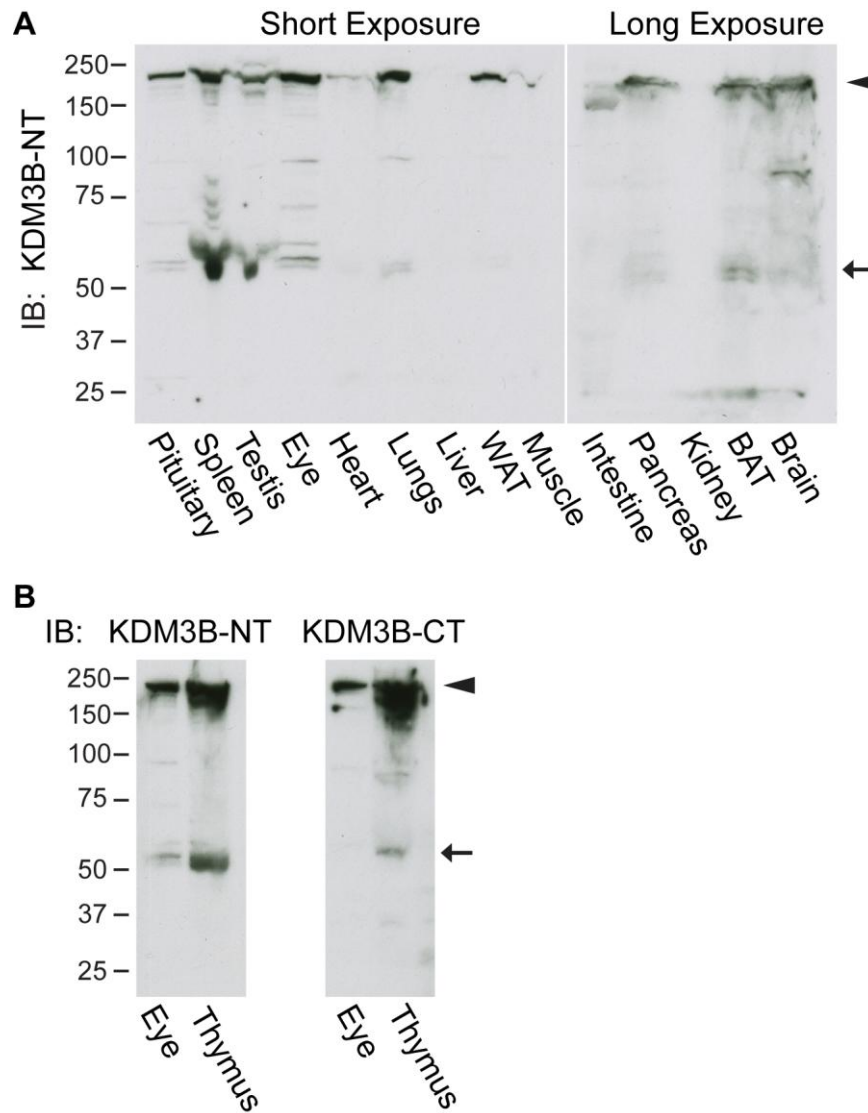 A
Short Exposure
Long Exposure
IB: KDM3B-NT
250
150
100
75
50
37
25
Pituitary
Spleen
Testis
Eye
Heart
Lungs
Liver
WAT
Muscle
Intestine
Pancreas
Kidney
BAT
Brain
B
IB: KDM3B-NT KDM3B-CT
250
150
100
75
50
37
25
Eye
Thymus
Eye
Thymus